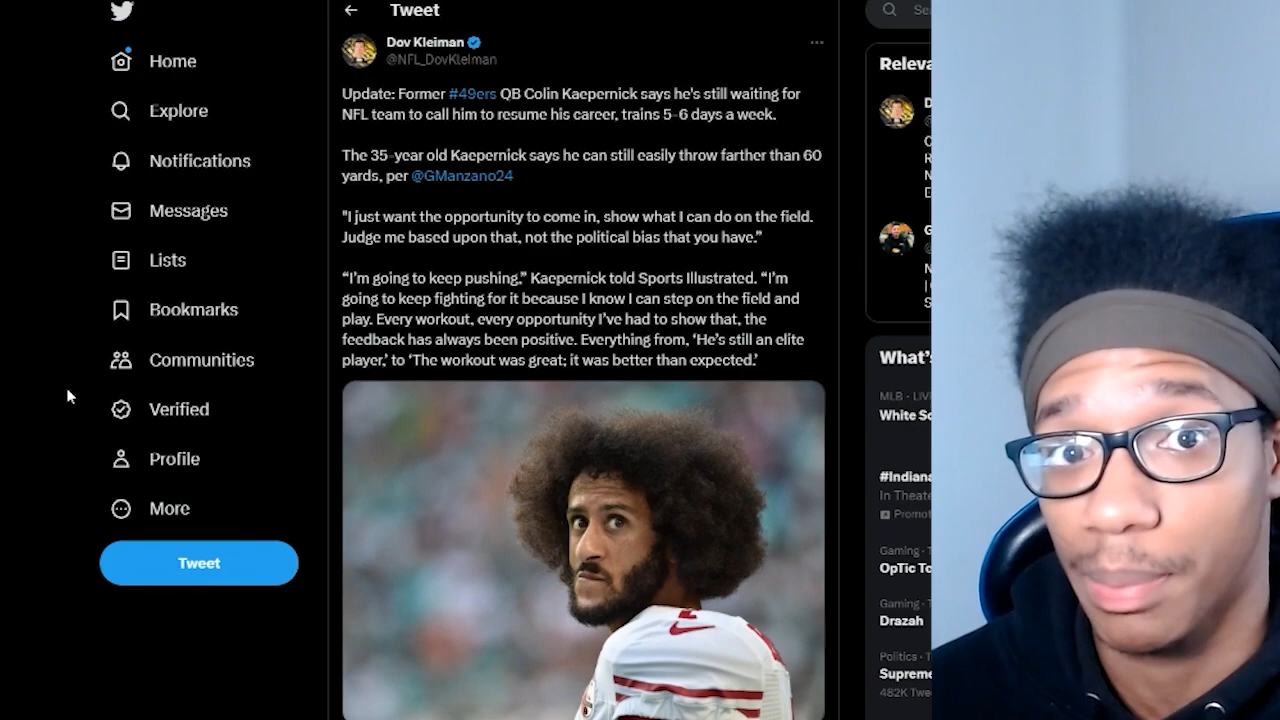 Home
Explore
Notifications
Messages
Lists
Bookmarks
Communities
Verified
Profile
More
Tweet
Tweet
Dov Kleiman
@NFL_DovKleiman
Update: Former #49ers QB Colin Kaepernick says he's still waiting for
NFL team to call him to resume his career, trains 5-6 days a week.
The 35-year old Kaepernick says he can still easily throw farther than 60
yards, per @GManzano24
"I just want the opportunity to come in, show what I can do on the field.
Judge me based upon that, not the political bias that you have.”
“I’m going to keep pushing,” Kaepernick told Sports Illustrated. “I’m
going to keep fighting for it because I know I can step on the field and
play. Every workout, every opportunity I’ve had to show that, the
feedback has always been positive. Everything from, ‘He’s still an elite
player,’ to ‘The workout was great; it was better than expected.’
Se
Releva
D
C
R
N
D
G
N
|
S
What’s
MLB · LIV
White So
#Indiana
In Theate
Promot
Gaming · T
OpTic To
Gaming · T
Drazah
Politics · T
Supreme
482K Twe